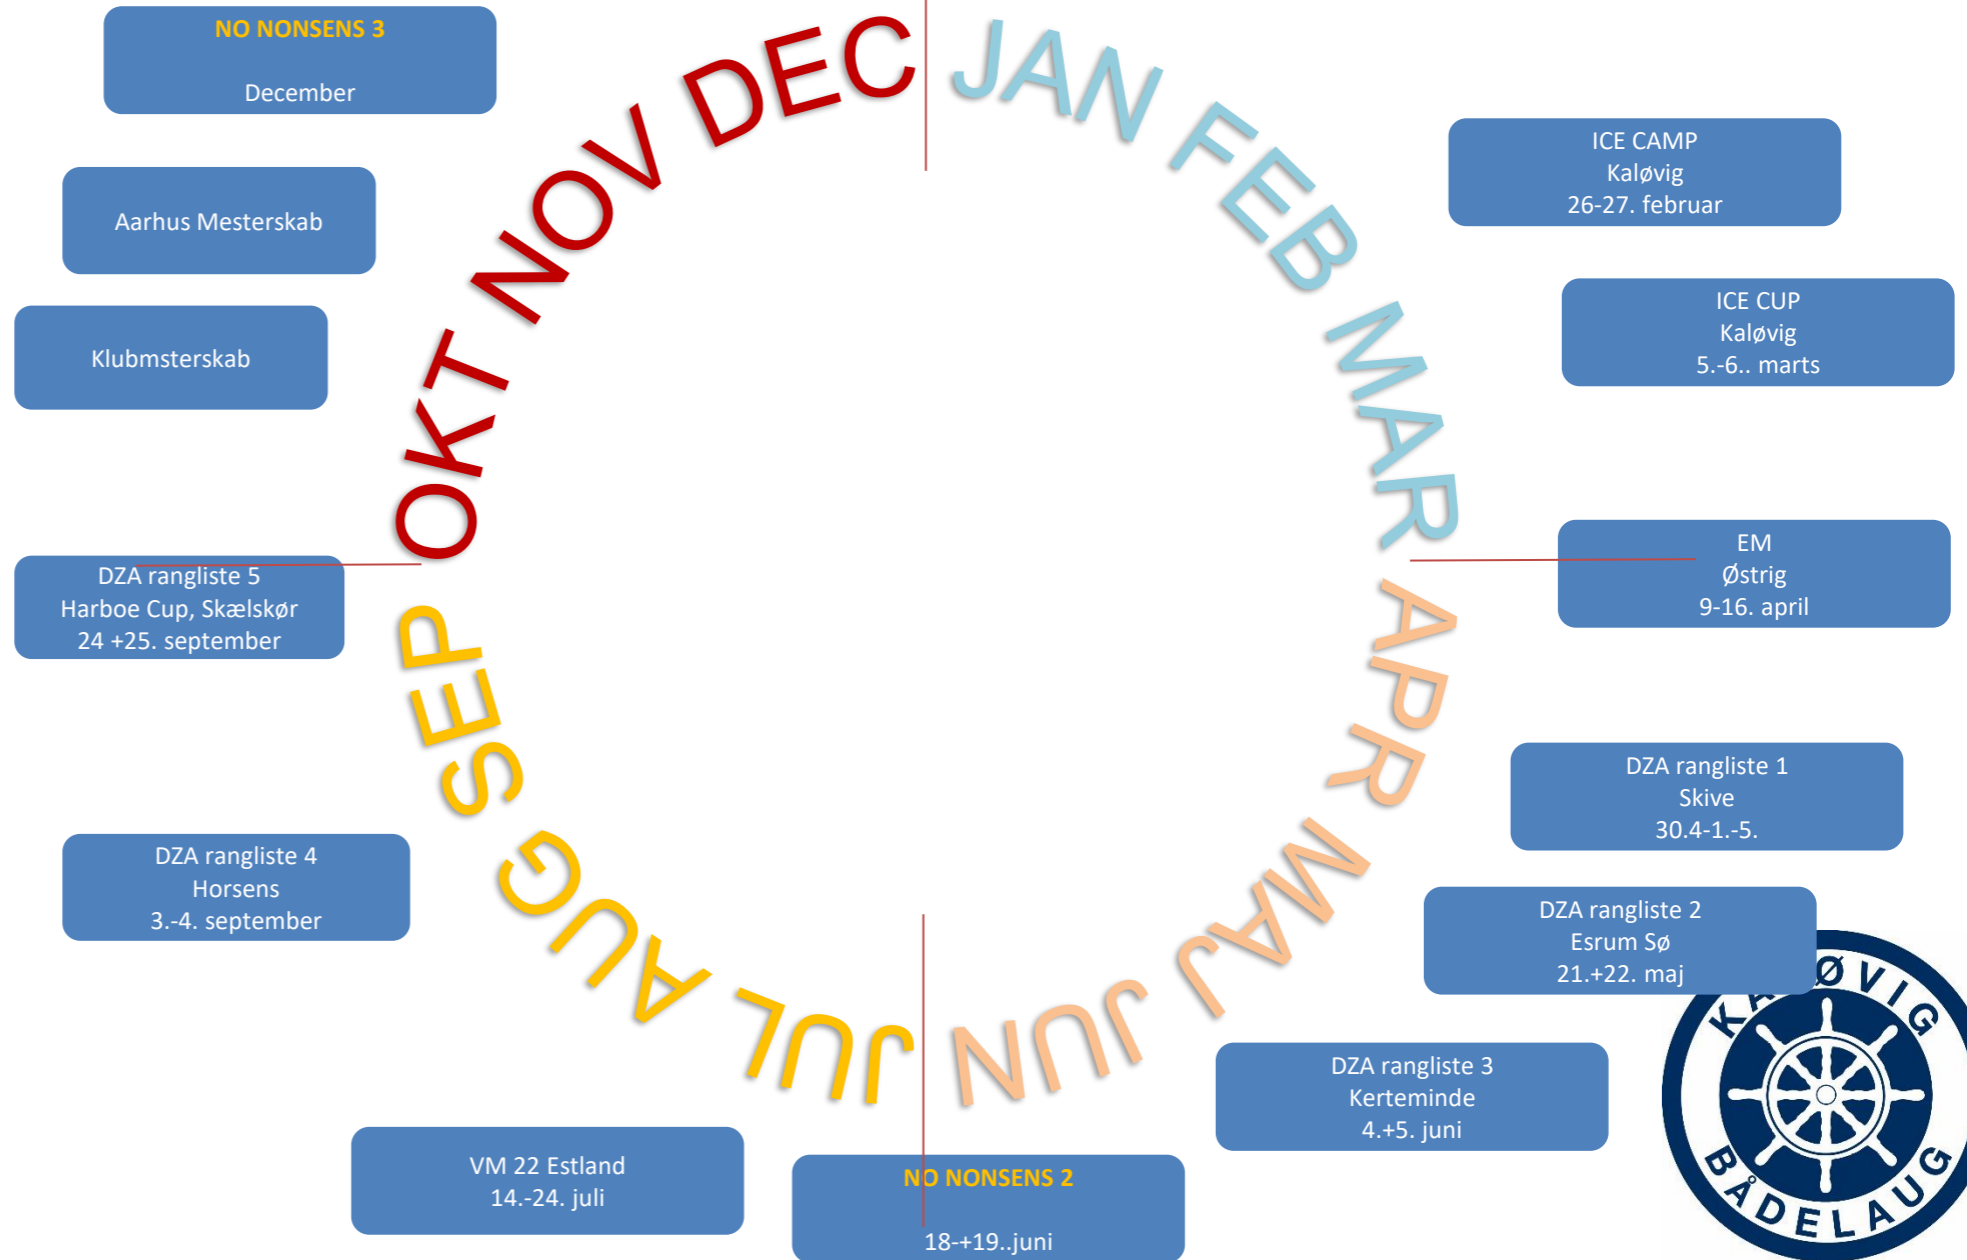 NO NONSENS 3
December
Aarhus Mesterskab
Klubmsterskab
DZA rangliste 5
Harboe Cup, Skælskør
24 +25. september
DZA rangliste 4
Horsens
3.-4. september
VM 22 Estland
14.-24. juli
NO NONSENS 2
18-+19..juni
JAN FEB MAR
APR MAJ JUN
JUL AUG SEP
OKT NOV DEC
ICE CAMP
Kaløvig
26-27. februar
ICE CUP
Kaløvig
5.-6.. marts
EM
Østrig
9-16. april
DZA rangliste 1
Skive
30.4-1.-5.
DZA rangliste 2
Esrum Sø
21.+22. maj
DZA rangliste 3
Kerteminde
4.+5. juni
KALØVIG
BÅDELAUG